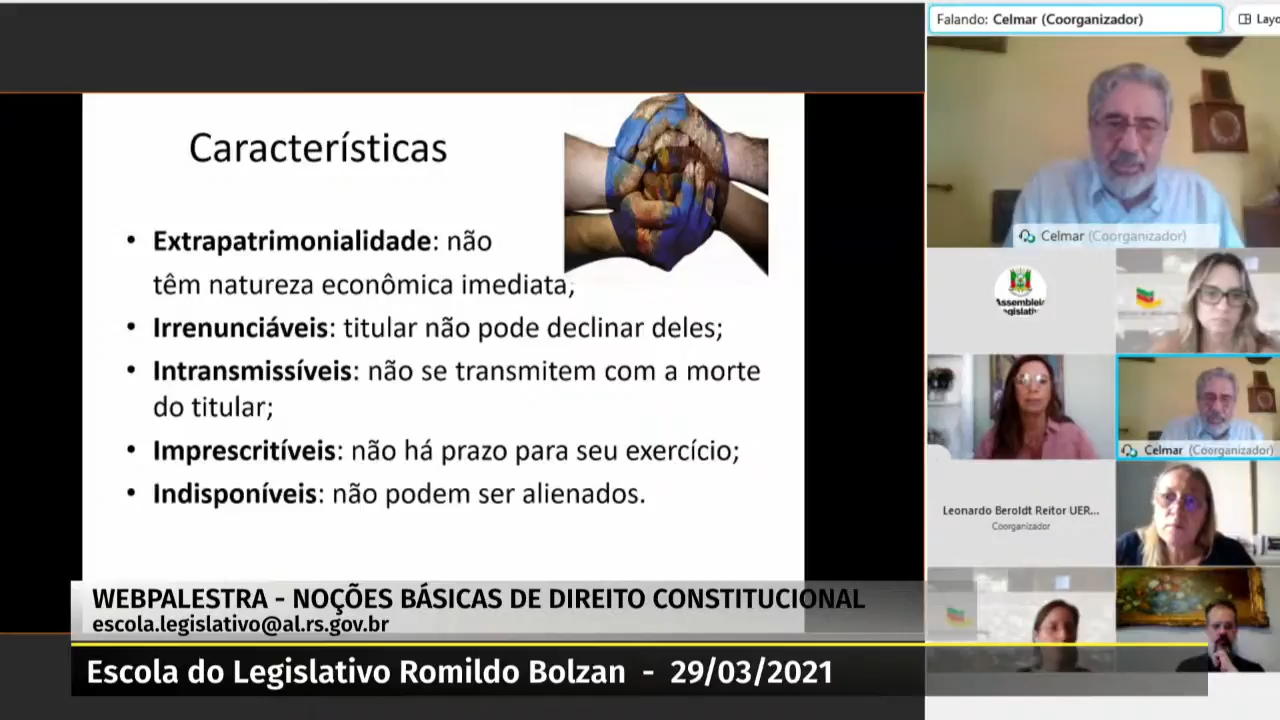 Falando: Celmar (Coorganizador)
Layo
Características
• Extrapatrimonialidade: não
têm natureza econômica imediata;
• Irrenunciáveis: titular não pode declinar deles;
• Intransmissíveis: não se transmitem com a morte
do titular;
• Imprescritíveis: não há prazo para seu exercício;
• Indisponíveis: não podem ser alienados.
Celmar (Coorganizador)
Assembleia
Legislativ
Celmar (Coorganizador)
Leonardo Beroldt Reitor UER...
Coorganizador
WEBPALESTRA - NOÇÕES BÁSICAS DE DIREITO CONSTITUCIONAL
escola.legislativo@al.rs.gov.br
Escola do Legislativo Romildo Bolzan - 29/03/2021